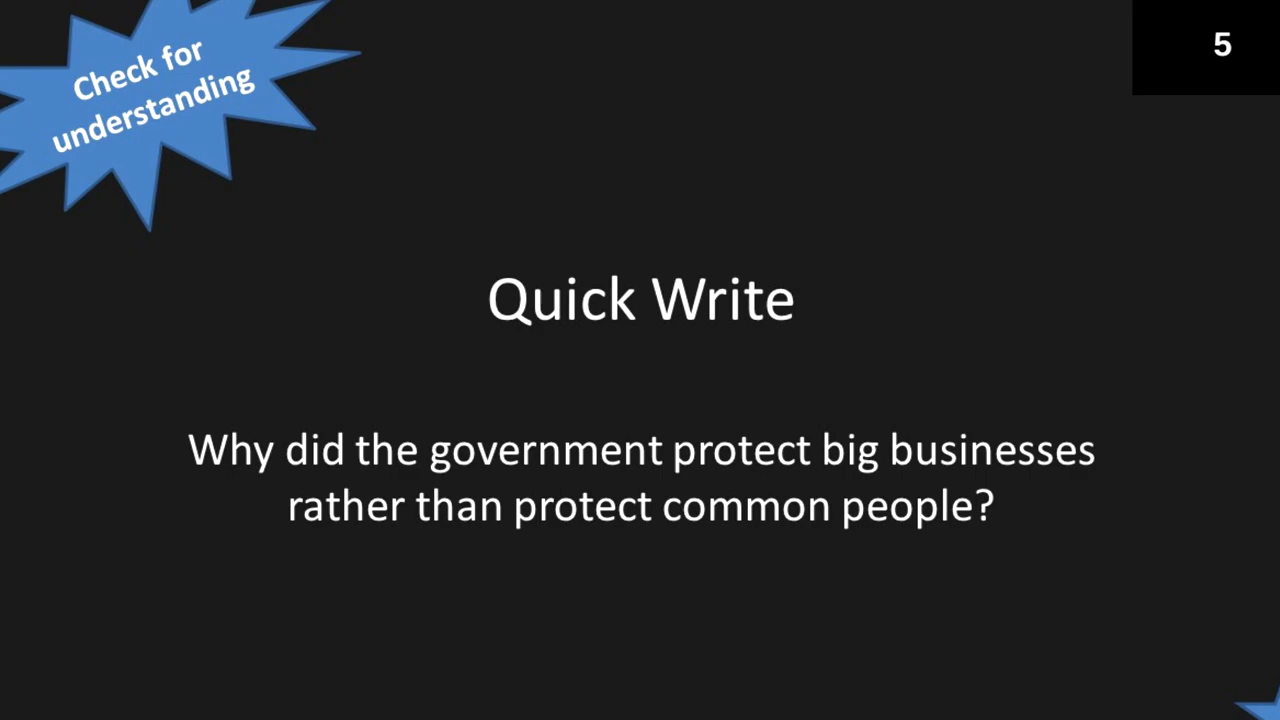 Check for
understanding
5
Quick Write
Why did the government protect big businesses
rather than protect common people?